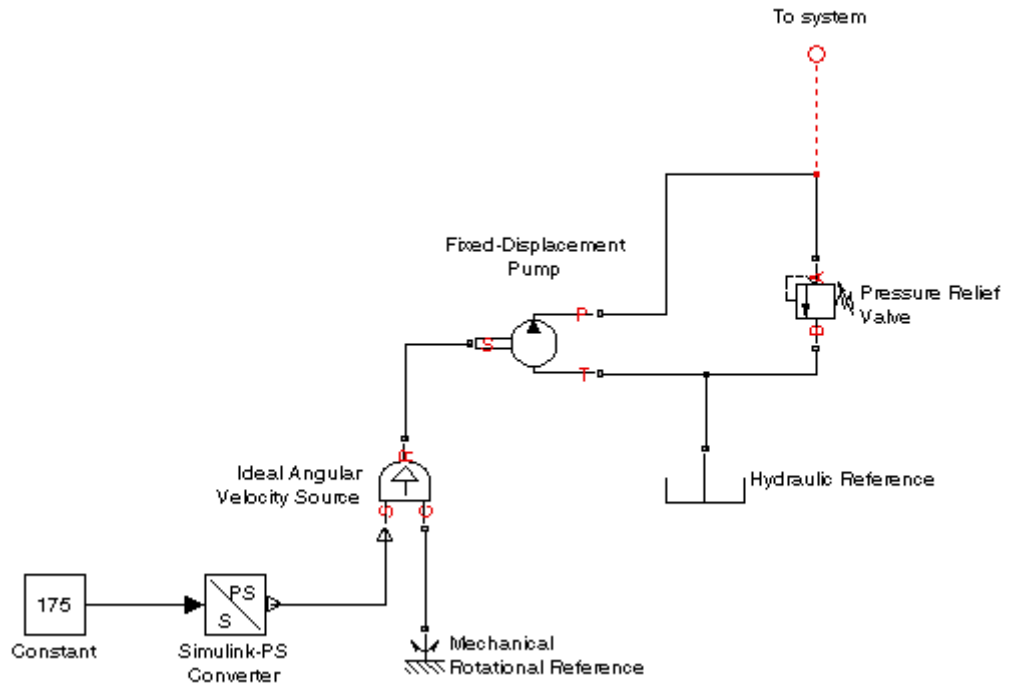 To system
Fixed-Displacement
Pump
P
A
Pressure Relief
Valve
B
S
T
R
Ideal Angular
Velocity Source
Hydraulic Reference
S
C
175
PS
S
Constant
Simulink-PS
Converter
Mechanical
Rotational Reference